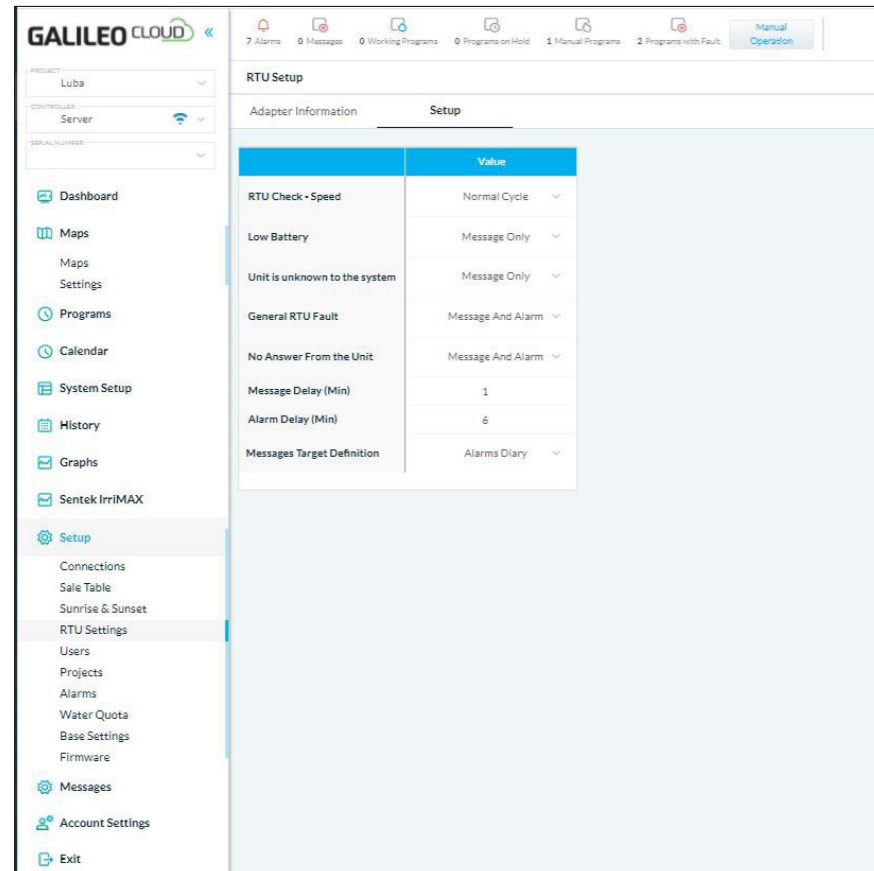 GALILEO CLOUD «
7 Alarms
0 Messages
0 Working Programs
0 Programs on Hold
1 Manual Programs
2 Programs with Fault
Manual
Operation
PROJECT
Luba
CONTROLLER
Server
SERIAL NUMBER
Dashboard
Maps
Maps
Settings
Programs
Calendar
System Setup
History
Graphs
Sentek IrriMAX
Setup
Connections
Sale Table
Sunrise & Sunset
RTU Settings
Users
Projects
Alarms
Water Quota
Base Settings
Firmware
Messages
Account Settings
Exit
RTU Setup
Adapter Information Setup
Value
RTU Check - Speed Normal Cycle
Low Battery Message Only
Unit is unknown to the system Message Only
General RTU Fault Message And Alarm
No Answer From the Unit Message And Alarm
Message Delay (Min) 1
Alarm Delay (Min) 6
Messages Target Definition Alarms Diary